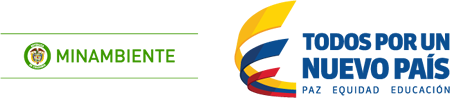 MINAMBIENTE
TODOS POR UN
NUEVO PAÍS
PAZ EQUIDAD EDUCACIÓN